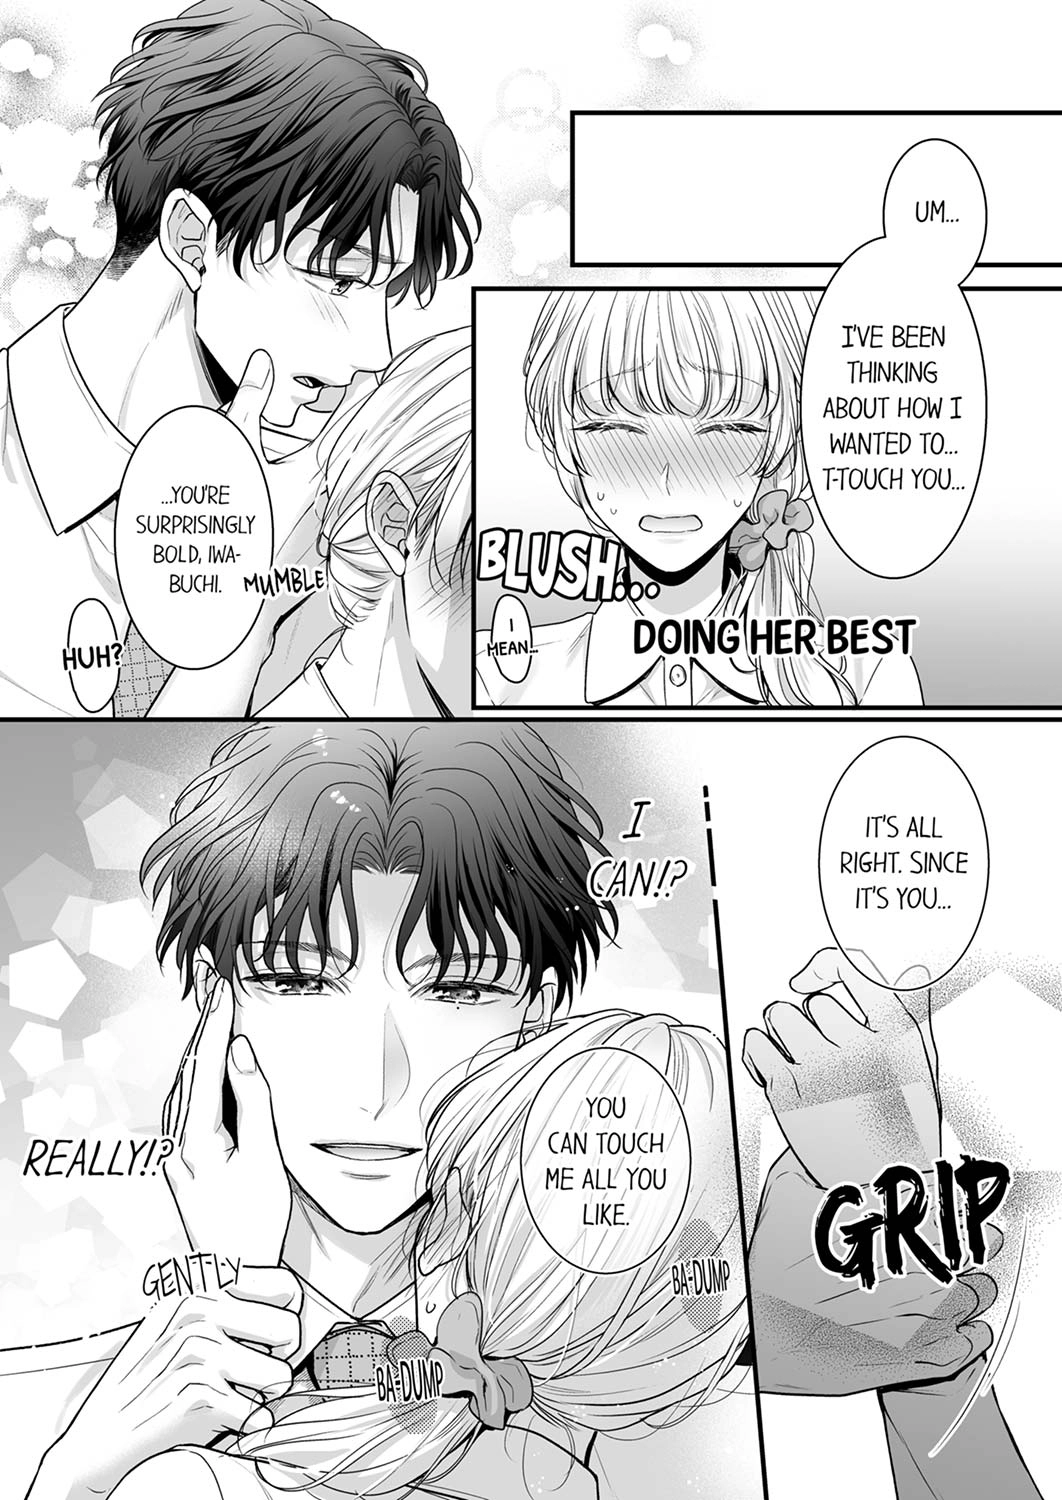 UM...
I'VE BEEN
THINKING
ABOUT HOW I
WANTED TO...
T-TOUCH YOU...
BLUSH...
I
MEAN...
DOING HER BEST
...YOU'RE
SURPRISINGLY
BOLD, IWA-
BUCHI.
MUMBLE
HUH?
IT'S ALL
RIGHT. SINCE
IT'S YOU...
GRIP
I
CAN!?
YOU
CAN TOUCH
ME ALL YOU
LIKE.
REALLY!?
GENTLY
BA-DUMP
BA-DUMP